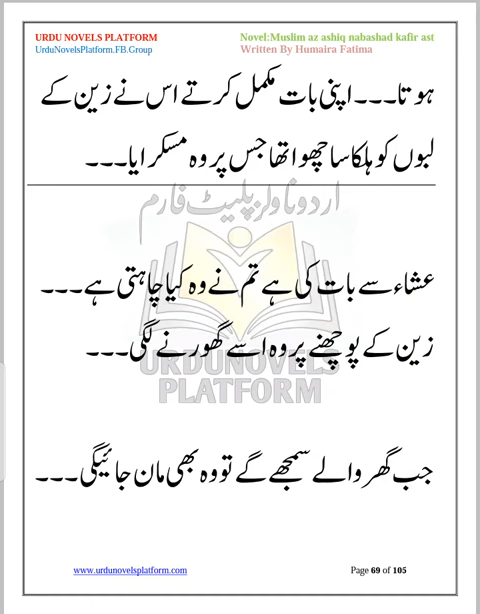 URDU NOVELS PLATFORM
Novel:Muslim az ashiq nabashad kafir ast
UrduNovelsPlatform.FB.Group
Written By Humaira Fatima
ہوتا۔۔۔اپنی بات مکمل کرتے اس نے زین کے
لبوں کو ہلکا سا چھوا تھا جس پر وہ مسکرایا۔۔۔
اردو ناولز پلیٹ فارم
عشاء سے بات کی ہے تم نے وہ کیا چاہتی ہے۔۔۔
زین کے پوچھنے پر وہ اسے گھورنے لگی۔۔۔
URDUNOVELS
PLATFORM
جب گھر والے سمجھے گے تو وہ بھی مان جائیگی۔۔۔
www.urdunovelsplatform.com
Page 69 of 105